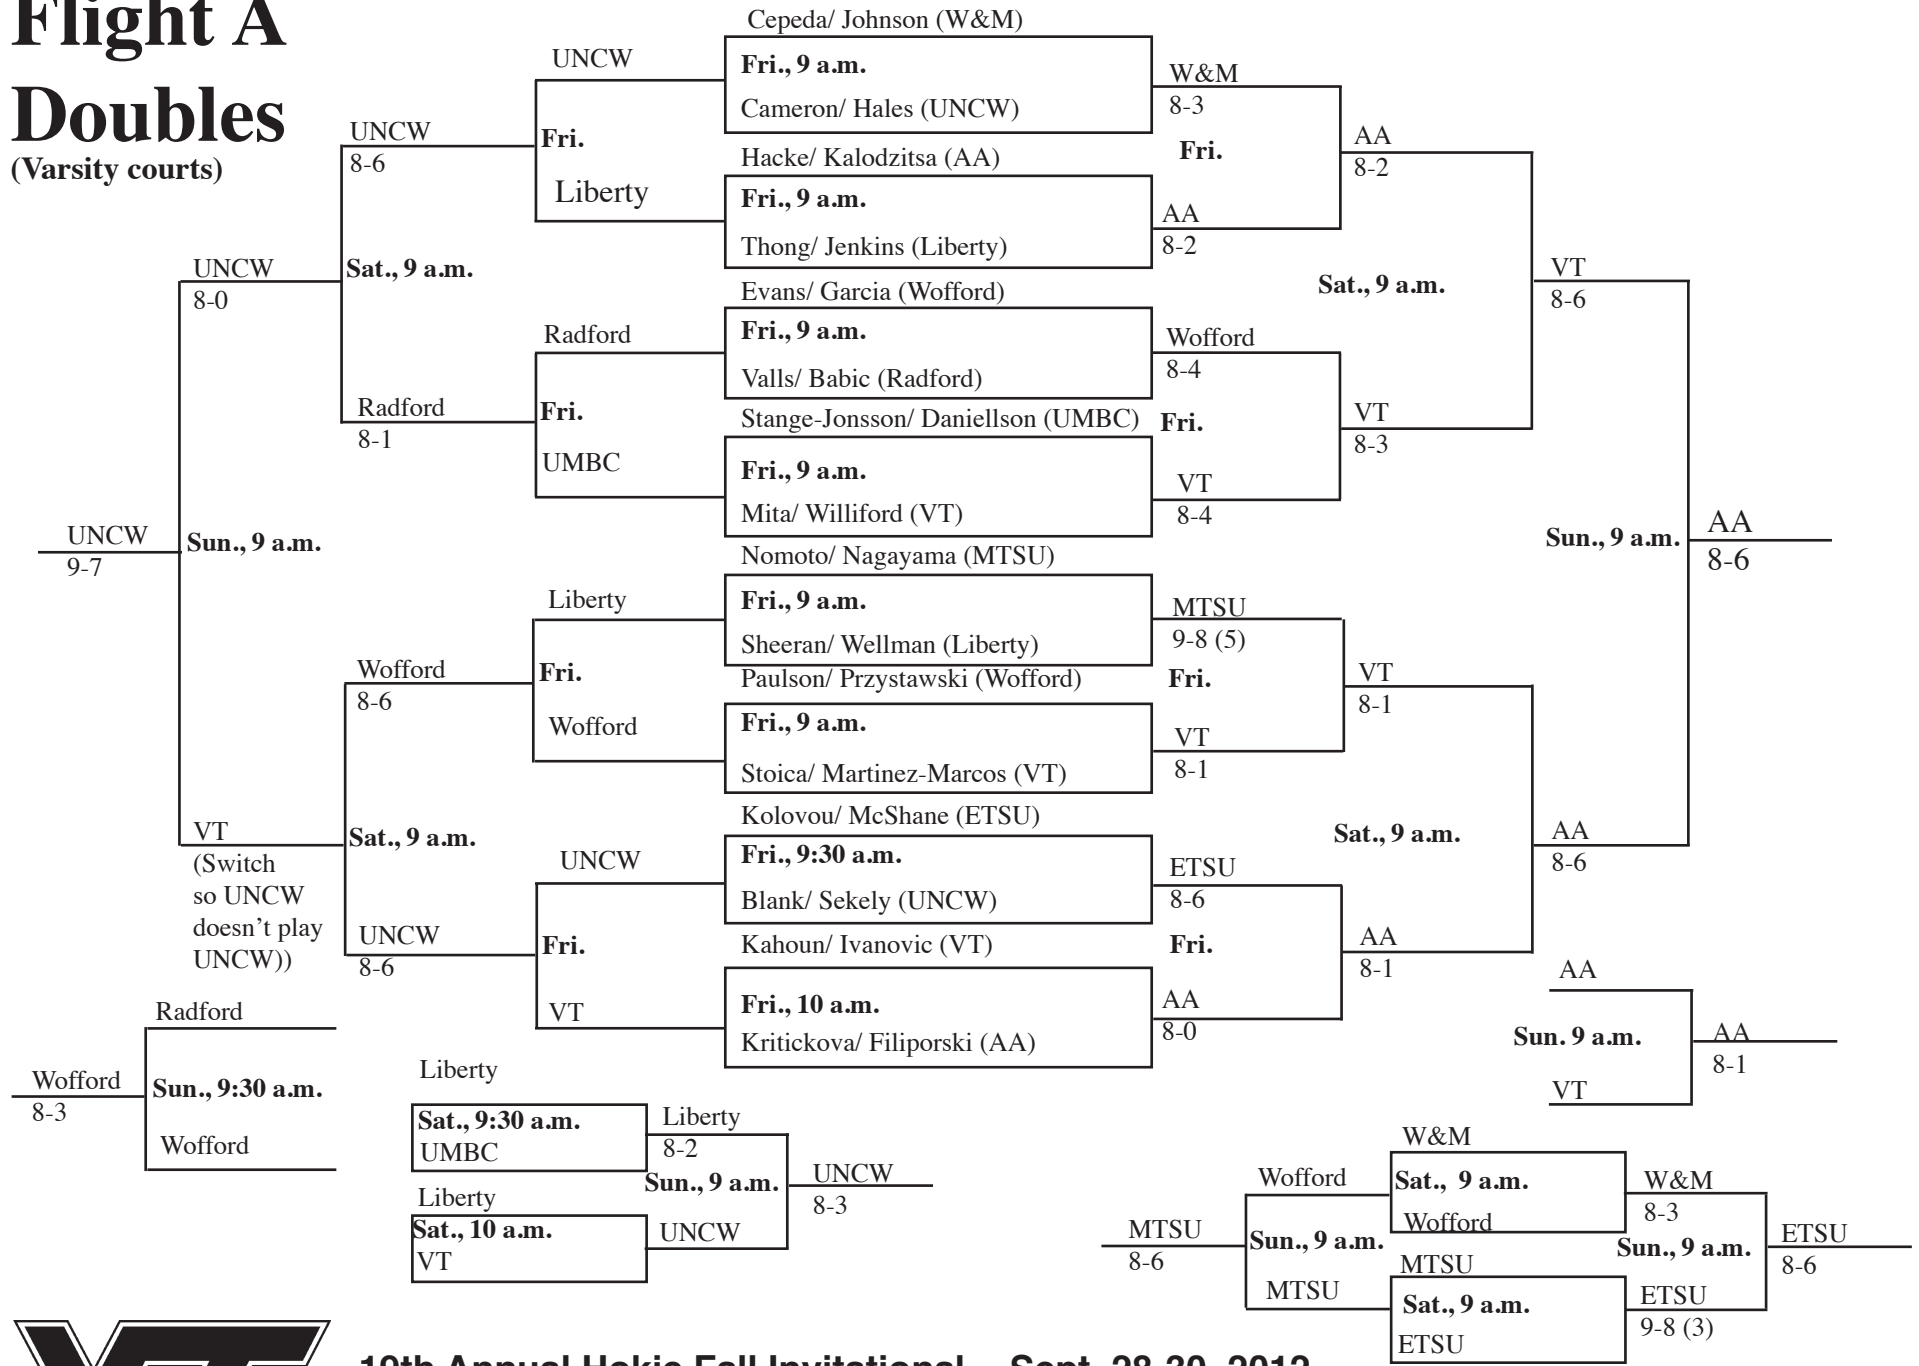 Flight A
Doubles
(Varsity courts)
Cepeda/ Johnson (W&M)
Fri., 9 a.m.
Cameron/ Hales (UNCW)
Hacke/ Kalodzitsa (AA)
Fri., 9 a.m.
Thong/ Jenkins (Liberty)
Evans/ Garcia (Wofford)
Fri., 9 a.m.
Valls/ Babic (Radford)
Stange-Jonsson/ Daniellson (UMBC)
Fri., 9 a.m.
Mita/ Williford (VT)
Nomoto/ Nagayama (MTSU)
Fri., 9 a.m.
Sheeran/ Wellman (Liberty)
Paulson/ Przystawski (Wofford)
Fri., 9 a.m.
Stoica/ Martinez-Marcos (VT)
Kolovou/ McShane (ETSU)
Fri., 9:30 a.m.
Blank/ Sekely (UNCW)
Kahoun/ Ivanovic (VT)
Fri., 10 a.m.
Kritickova/ Filiporski (AA)
UNCW
Fri.
Liberty
Radford
Fri.
UMBC
Liberty
Fri.
Wofford
UNCW
Fri.
VT
UNCW
8-6
Sat., 9 a.m.
Radford
8-1
Wofford
8-6
Sat., 9 a.m.
UNCW
8-6
UNCW
8-0
Sun., 9 a.m.
VT
(Switch
so UNCW
doesn’t play
UNCW))
UNCW
9-7
W&M
8-3
Fri.
AA
8-2
Wofford
8-4
Fri.
VT
8-4
MTSU
9-8 (5)
Fri.
VT
8-1
ETSU
8-6
Fri.
AA
8-0
AA
8-2
Sat., 9 a.m.
VT
8-3
VT
8-1
Sat., 9 a.m.
AA
8-1
VT
8-6
Sun., 9 a.m.
AA
8-6
AA
8-6
AA
Sun. 9 a.m.
VT
AA
8-1
Radford
Sun., 9:30 a.m.
Wofford
Wofford
8-3
Liberty
Sat., 9:30 a.m.
UMBC
Liberty
8-2
Liberty
Sat., 10 a.m.
VT
Sun., 9 a.m.
UNCW
UNCW
8-3
W&M
Sat., 9 a.m.
Wofford
MTSU
Sat., 9 a.m.
ETSU
Wofford
Sun., 9 a.m.
MTSU
MTSU
8-6
W&M
8-3
Sun., 9 a.m.
ETSU
9-8 (3)
ETSU
8-6
19th Annual Hokie Fall Invitational – Sept. 28-30, 2012